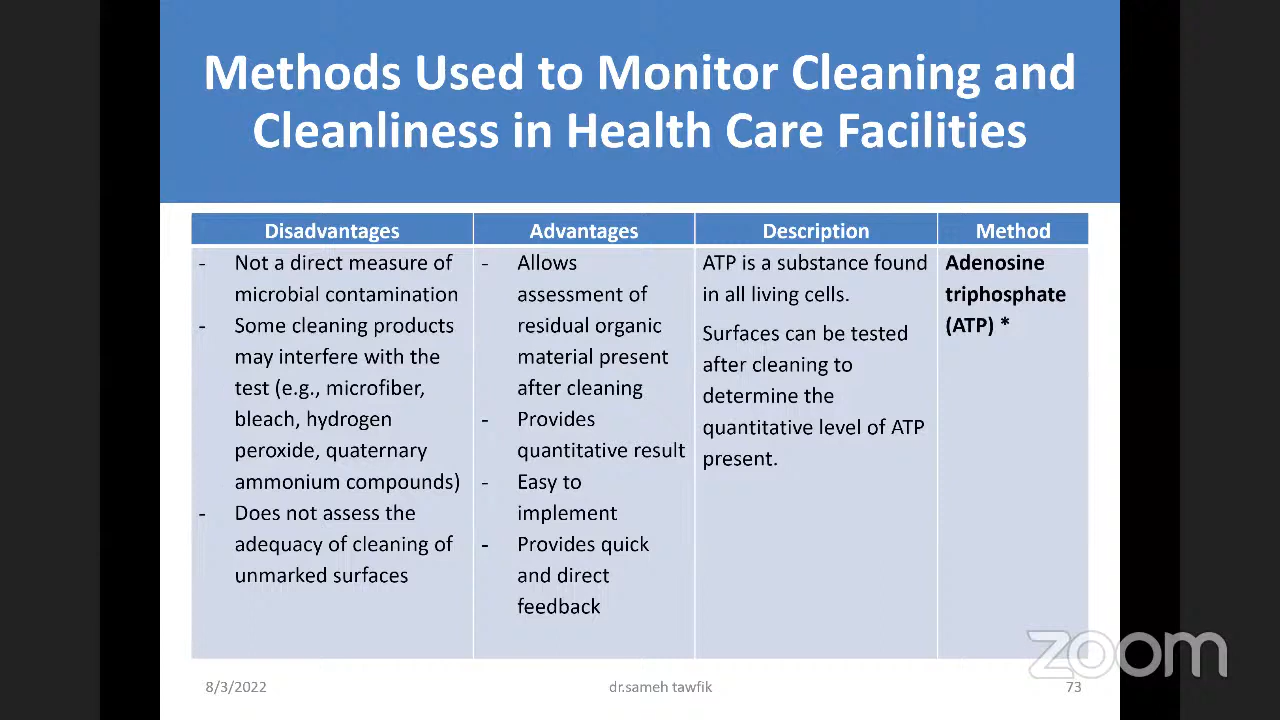 Methods Used to Monitor Cleaning and
Cleanliness in Health Care Facilities
Disadvantages
Advantages
Description
Method
- Not a direct measure of
microbial contamination
- Some cleaning products
may interfere with the
test (e.g., microfiber,
bleach, hydrogen
peroxide, quaternary
ammonium compounds)
- Does not assess the
adequacy of cleaning of
unmarked surfaces
- Allows
assessment of
residual organic
material present
after cleaning
- Provides
quantitative result
- Easy to
implement
- Provides quick
and direct
feedback
ATP is a substance found
in all living cells.
Surfaces can be tested
after cleaning to
determine the
quantitative level of ATP
present.
Adenosine
triphosphate
(ATP) *
8/3/2022
dr.sameh tawfik
73
zoom